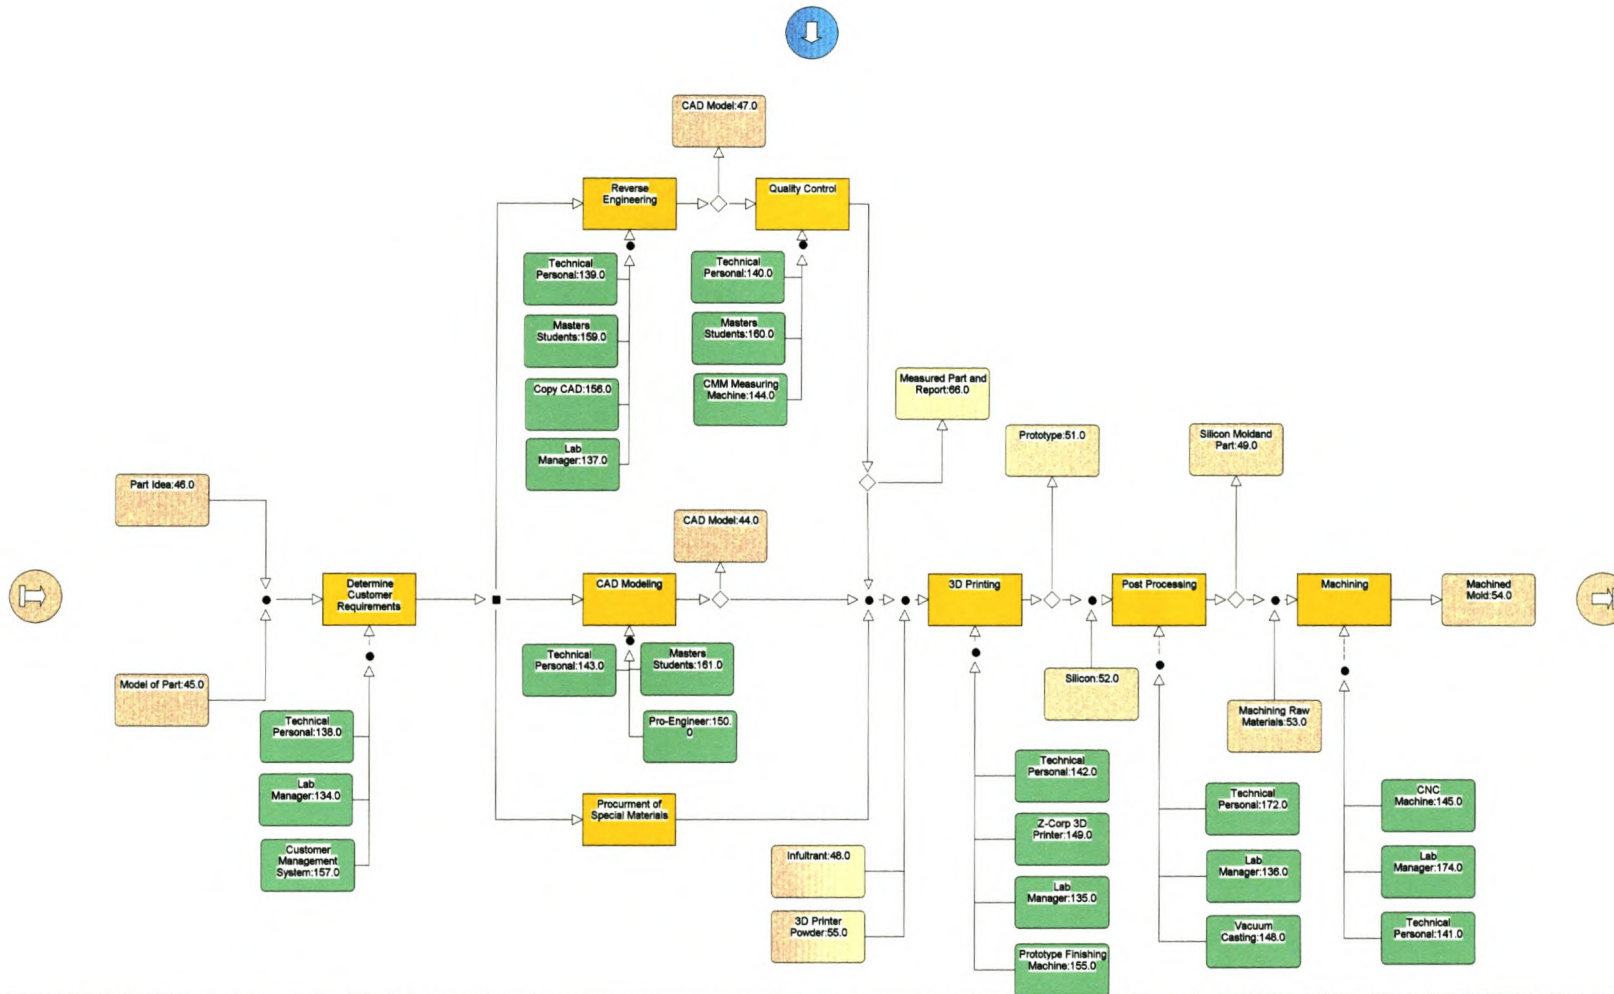 CAD Model:47.0
Reverse
Engineering
Quality Control
Technical
Personal:139.0
Masters
Students:159.0
Copy CAD:156.0
Lab
Manager:137.0
Technical
Personal:140.0
Masters
Students:160.0
CMM Measuring
Machine:144.0
Measured Part and
Report:66.0
Prototype:51.0
Silicon Moldand
Part:49.0
Part Idea:46.0
Model of Part:45.0
Determine
Customer
Requirements
Technical
Personal:138.0
Lab
Manager:134.0
Customer
Management
System:157.0
CAD Model:44.0
CAD Modeling
Technical
Personal:143.0
Masters
Students:161.0
Pro-Engineer:150.
0
Procurment of
Special Materials
Infultrant:48.0
3D Printer
Powder:55.0
3D Printing
Technical
Personal:142.0
Z-Corp 3D
Printer:149.0
Lab
Manager:135.0
Prototype Finishing
Machine:155.0
Silicon:52.0
Post Processing
Technical
Personal:172.0
Lab
Manager:136.0
Vacuum
Casting:148.0
Machining Raw
Materials:53.0
Machining
CNC
Machine:145.0
Lab
Manager:174.0
Technical
Personal:141.0
Machined
Mold:54.0